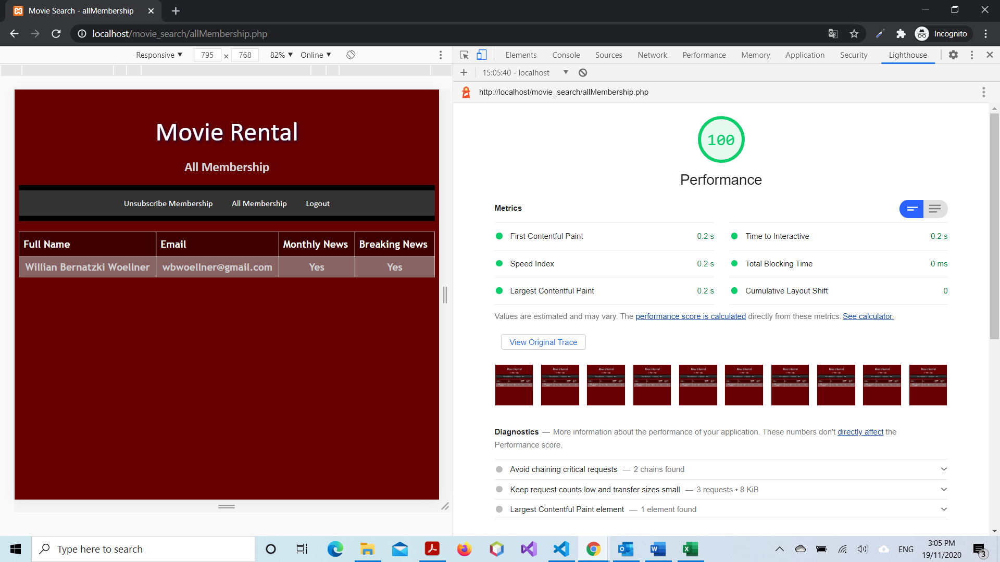 Movie Search - allMembership
localhost/movie_search/allMembership.php
Incognito
Responsive ▼ 795 × 768 82% ▼ Online ▼
Elements Console Sources Network Performance Memory Application Security Lighthouse
15:05:40 - localhost ▼
http://localhost/movie_search/allMembership.php
Movie Rental
All Membership
Unsubscribe Membership All Membership Logout
Full Name Email Monthly News Breaking News
Willian Bernatzki Woellner wbwoellner@gmail.com Yes Yes
100
Performance
Metrics
First Contentful Paint 0.2 s
Time to Interactive 0.2 s
Speed Index 0.2 s
Total Blocking Time 0 ms
Largest Contentful Paint 0.2 s
Cumulative Layout Shift 0
Values are estimated and may vary. The performance score is calculated directly from these metrics. See calculator.
View Original Trace
Diagnostics — More information about the performance of your application. These numbers don't directly affect the
Performance score.
Avoid chaining critical requests — 2 chains found
Keep request counts low and transfer sizes small — 3 requests • 8 KiB
Largest Contentful Paint element — 1 element found
Type here to search
ENG
3:05 PM
19/11/2020
3